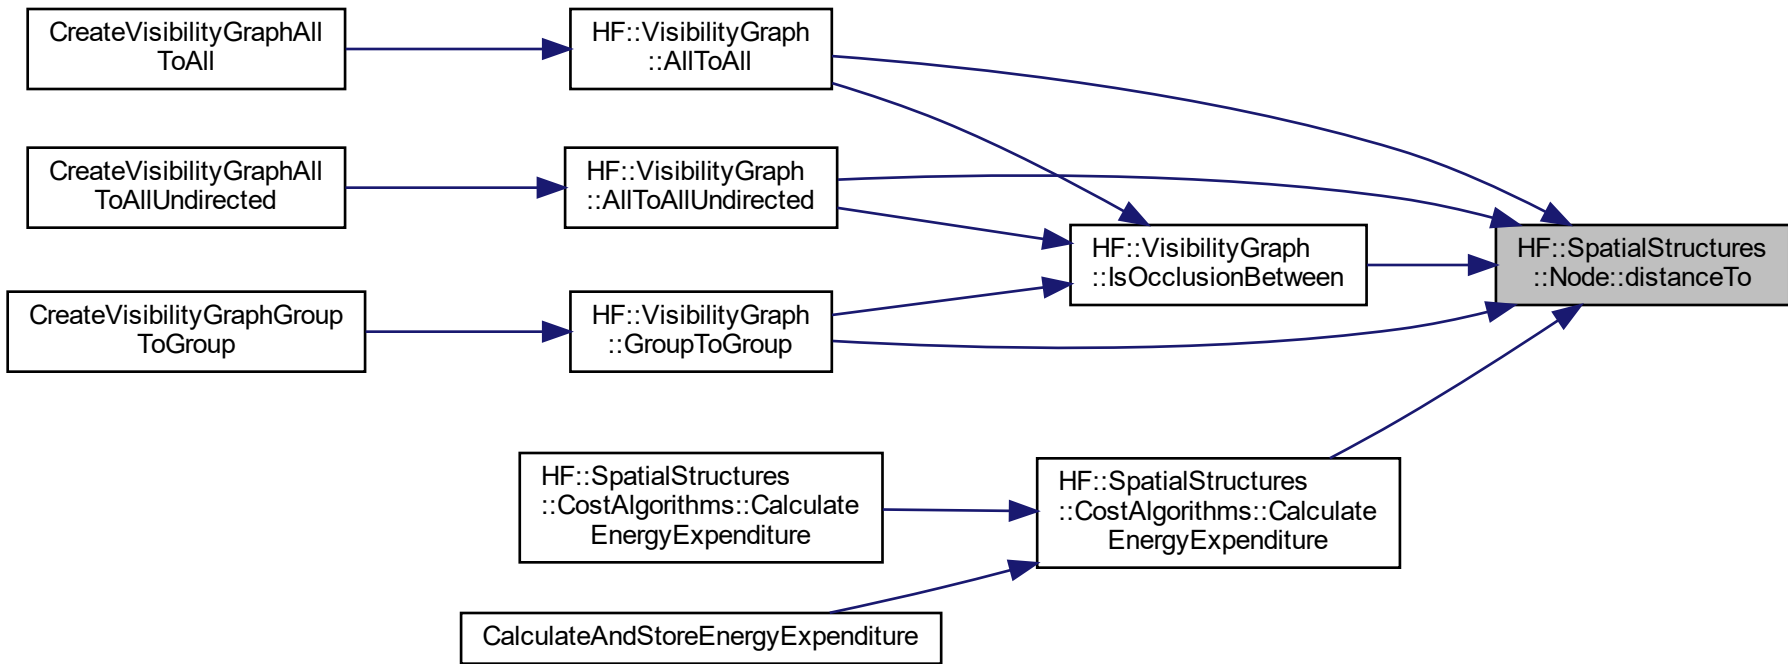 CreateVisibilityGraphAll
ToAll
HF::VisibilityGraph
::AllToAll
CreateVisibilityGraphAll
ToAllUndirected
HF::VisibilityGraph
::AllToAllUndirected
HF::VisibilityGraph
::IsOcclusionBetween
HF::SpatialStructures
::Node::distanceTo
CreateVisibilityGraphGroup
ToGroup
HF::VisibilityGraph
::GroupToGroup
HF::SpatialStructures
::CostAlgorithms::Calculate
EnergyExpenditure
HF::SpatialStructures
::CostAlgorithms::Calculate
EnergyExpenditure
CalculateAndStoreEnergyExpenditure